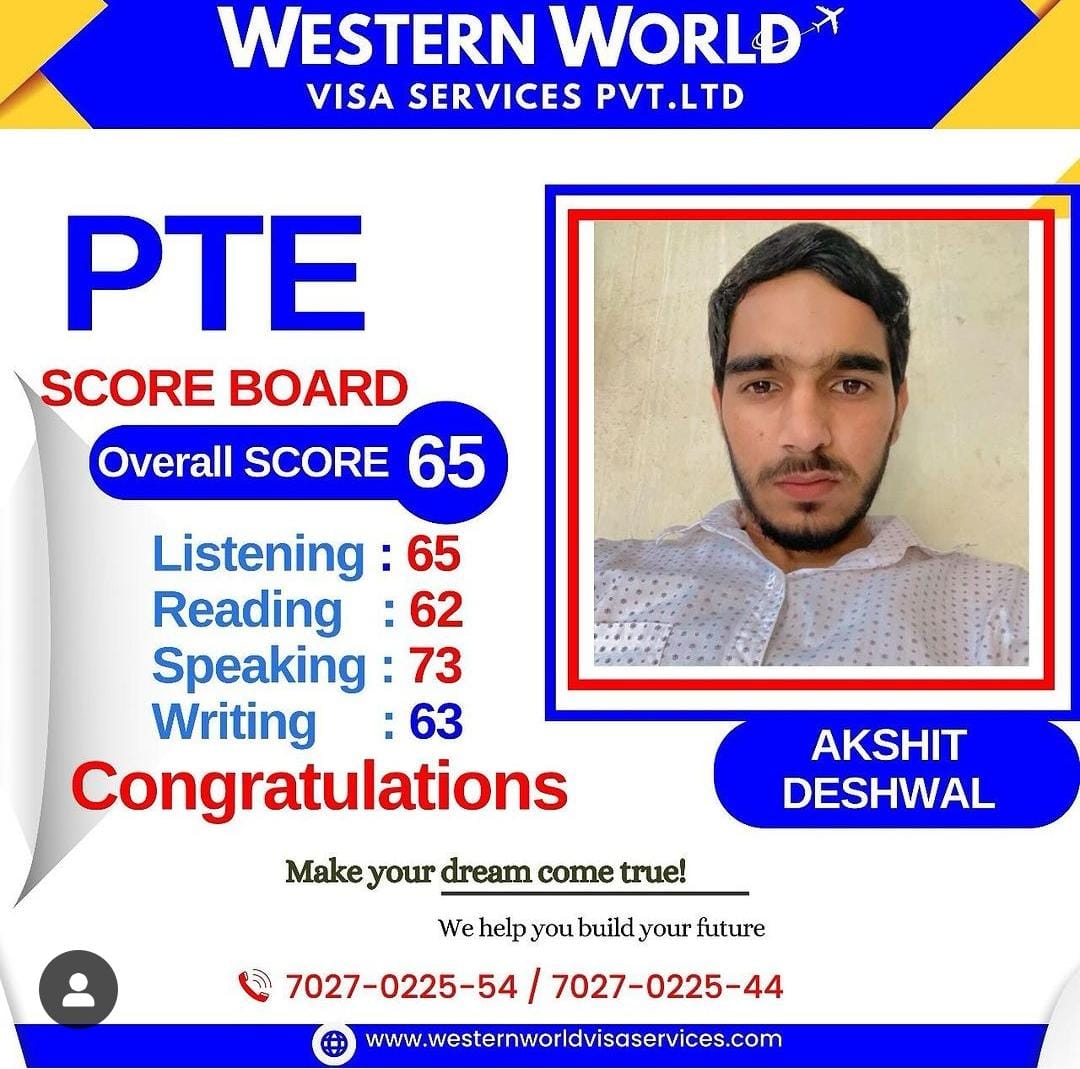 WESTERN WORLD
VISA SERVICES PVT.LTD
PTE
SCORE BOARD
Overall SCORE 65
Listening : 65
Reading : 62
Speaking : 73
Writing : 63
Congratulations
AKSHIT
DESHWAL
Make your dream come true!
We help you build your future
7027-0225-54 / 7027-0225-44
www.westernworldvisaservices.com